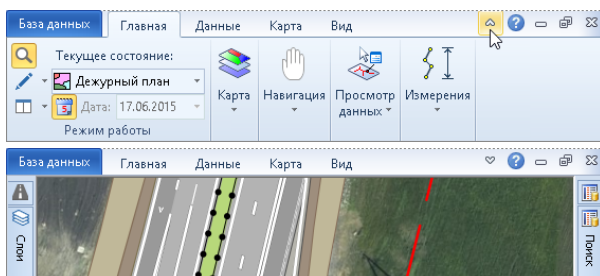 База данных Главная Данные Карта Вид
Текущее состояние:
Дежурный план
Дата: 17.06.2015
Режим работы
Карта Навигация Просмотр данных Измерения
База данных Главная Данные Карта Вид
Слои
Поиск